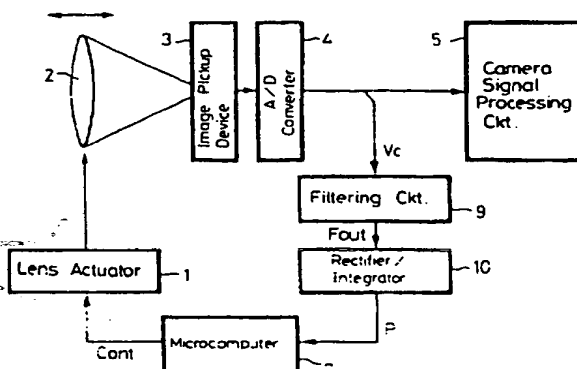 3
4
5
2
Image Pickup
Device
A/D
Converter
Camera
Signal
Processing
Ckt.
Vc
Filtering Ckt.
9
Fout
Rectifier/
Integrator
10
Lens Actuator
1
P
Cont
Microcomputer